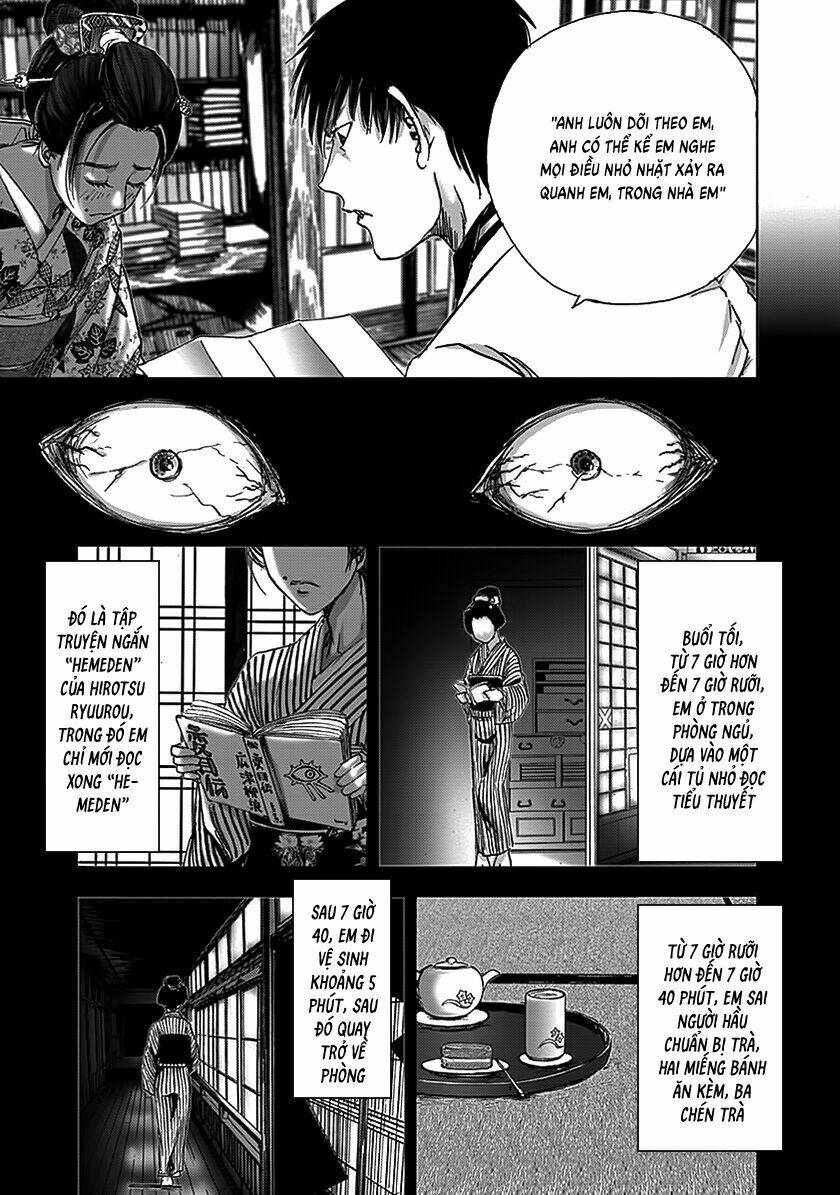 "ANH LUÔN DÕI THEO EM,
ANH CÓ THỂ KỂ EM NGHE
MỌI ĐIỀU NHỎ NHẶT XẢY RA
QUANH EM, TRONG NHÀ EM"
BUỔI TỐI,
TỪ 7 GIỜ HƠN
ĐẾN 7 GIỜ RƯỠI,
EM Ở TRONG
PHÒNG NGỦ,
DỰA VÀO MỘT
CÁI TỦ NHỎ ĐỌC
TIỂU THUYẾT
ĐÓ LÀ TẬP
TRUYỆN NGẮN
"HEMEDEN"
CỦA HIROTSU
RYUUROU,
TRONG ĐÓ EM
CHỈ MỚI ĐỌC
XONG "HE-
MEDEN"
TỪ 7 GIỜ RƯỠI
HƠN ĐẾN 7 GIỜ
40 PHÚT, EM SAI
NGƯỜI HẦU
CHUẨN BỊ TRÀ,
HAI MIẾNG BÁNH
ĂN KÈM, BA
CHÉN TRÀ
SAU 7 GIỜ
40, EM ĐI
VỆ SINH
KHOẢNG 5
PHÚT, SAU
ĐÓ QUAY
TRỞ VỀ
PHÒNG